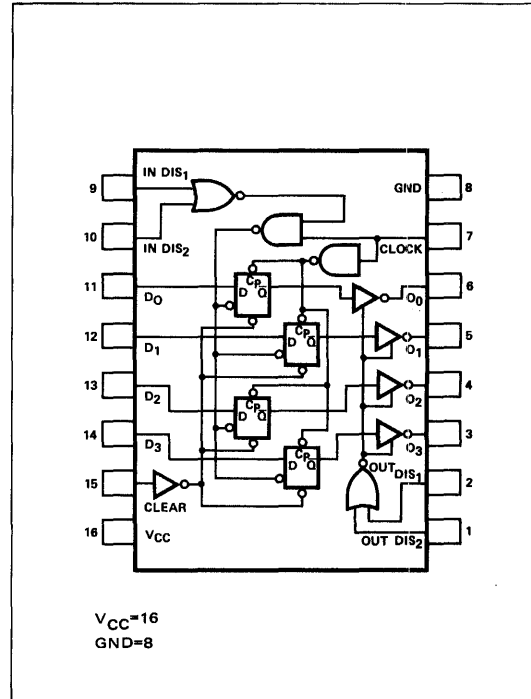 9 IN DIS1 GND 8
10 IN DIS2 CLOCK 7
11 D0 D CP Q̅ O0 6
12 D1 D CP Q̅ O1 5
13 D2 D CP Q̅ O2 4
14 D3 D CP Q̅ O3 3
15 CLEAR OUT DIS1 2
16 VCC OUT DIS2 1
VCC=16
GND=8